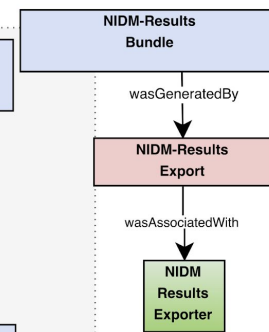 NIDM-Results
Bundle
wasGeneratedBy
NIDM-Results
Export
wasAssociatedWith
NIDM
Results
Exporter